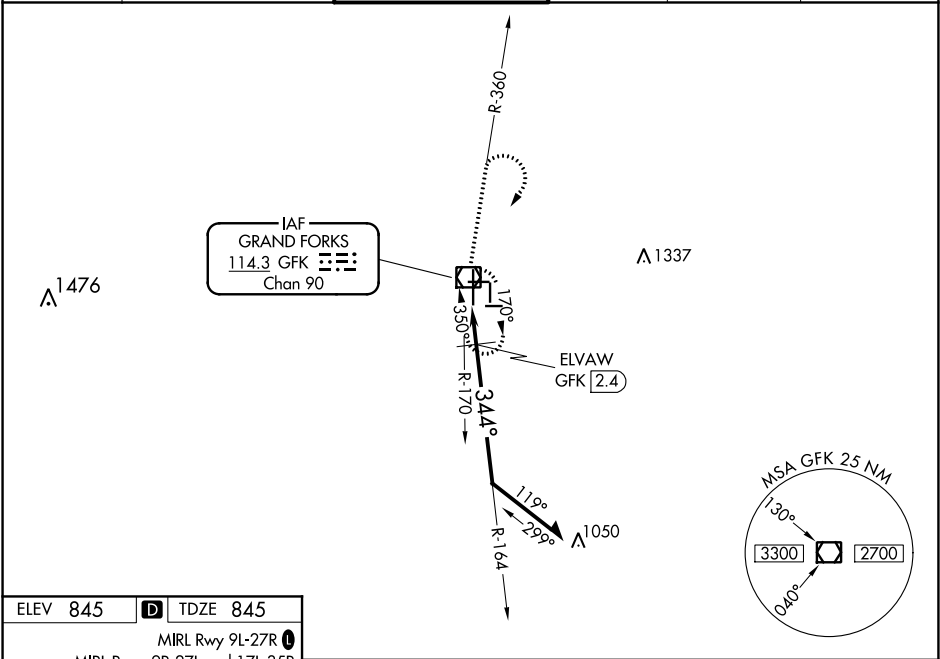 R-360
IAF
GRAND FORKS
114.3 GFK
Chan 90
1337
1476
170°
350°
ELVAW
GFK 2.4
R-170
344°
119°
299°
1050
R-164
MSA GFK 25 NM
130°
3300 2700
040°
ELEV 845 D TDZE 845
MIRL Rwy 9L-27R L